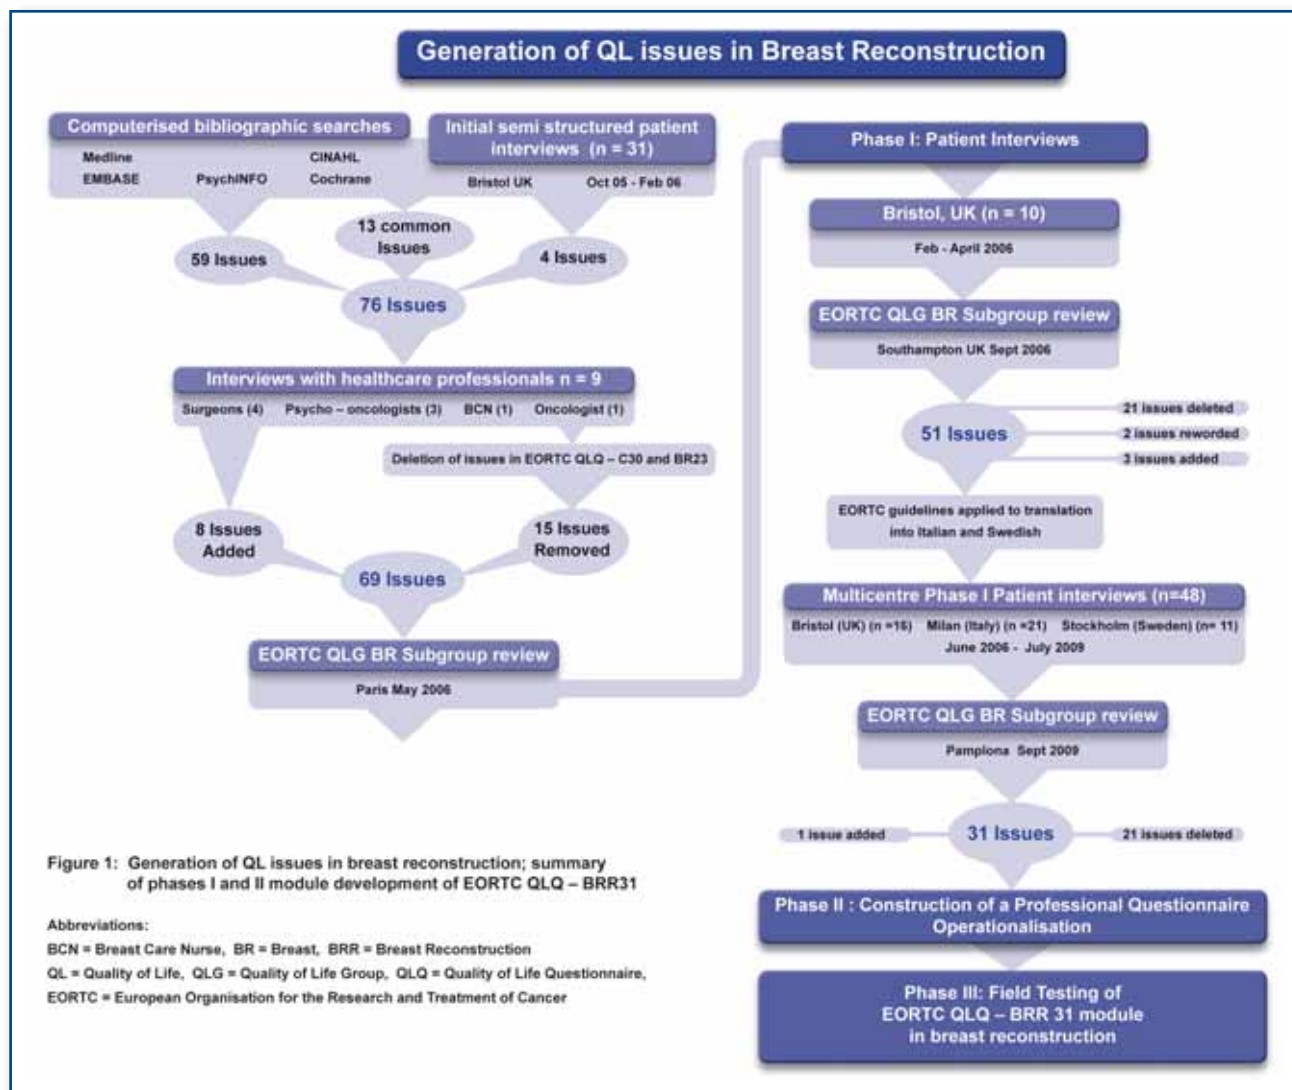 Generation of QL issues in Breast Reconstruction
Computerised bibliographic searches
Medline
CINAHL
EMBASE
PsychINFO
Cochrane
Initial semi structured patient
interviews (n = 31)
Bristol UK
Oct 05 - Feb 06
59 Issues
13 common
Issues
4 Issues
76 Issues
Interviews with healthcare professionals n = 9
Surgeons (4)
Psycho – oncologists (3)
BCN (1)
Oncologist (1)
Deletion of issues in EORTC QLQ – C30 and BR23
8 Issues
Added
15 Issues
Removed
69 Issues
EORTC QLG BR Subgroup review
Paris May 2006
Phase I: Patient Interviews
Bristol, UK (n = 10)
Feb - April 2006
EORTC QLG BR Subgroup review
Southampton UK Sept 2006
51 Issues
21 issues deleted
2 issues reworded
3 issues added
EORTC guidelines applied to translation
into Italian and Swedish
Multicentre Phase I Patient interviews (n=48)
Bristol (UK) (n =16) Milan (Italy) (n =21) Stockholm (Sweden) (n= 11)
June 2006 - July 2009
EORTC QLG BR Subgroup review
Pamplona Sept 2009
1 issue added
31 Issues
21 issues deleted
Phase II : Construction of a Professional Questionnaire
Operationalisation
Phase III: Field Testing of
EORTC QLQ – BRR 31 module
in breast reconstruction
Figure 1: Generation of QL issues in breast reconstruction; summary
of phases I and II module development of EORTC QLQ – BRR31
Abbreviations:
BCN = Breast Care Nurse, BR = Breast, BRR = Breast Reconstruction
QL = Quality of Life, QLG = Quality of Life Group, QLQ = Quality of Life Questionnaire,
EORTC = European Organisation for the Research and Treatment of Cancer